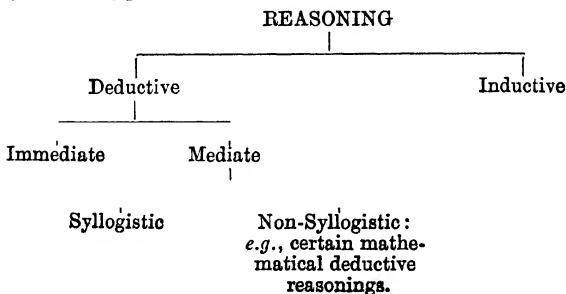 REASONING
Deductive Inductive
Immediate Mediate
Syllogistic Non-Syllogistic:
e.g., certain mathe-
matical deductive
reasonings.